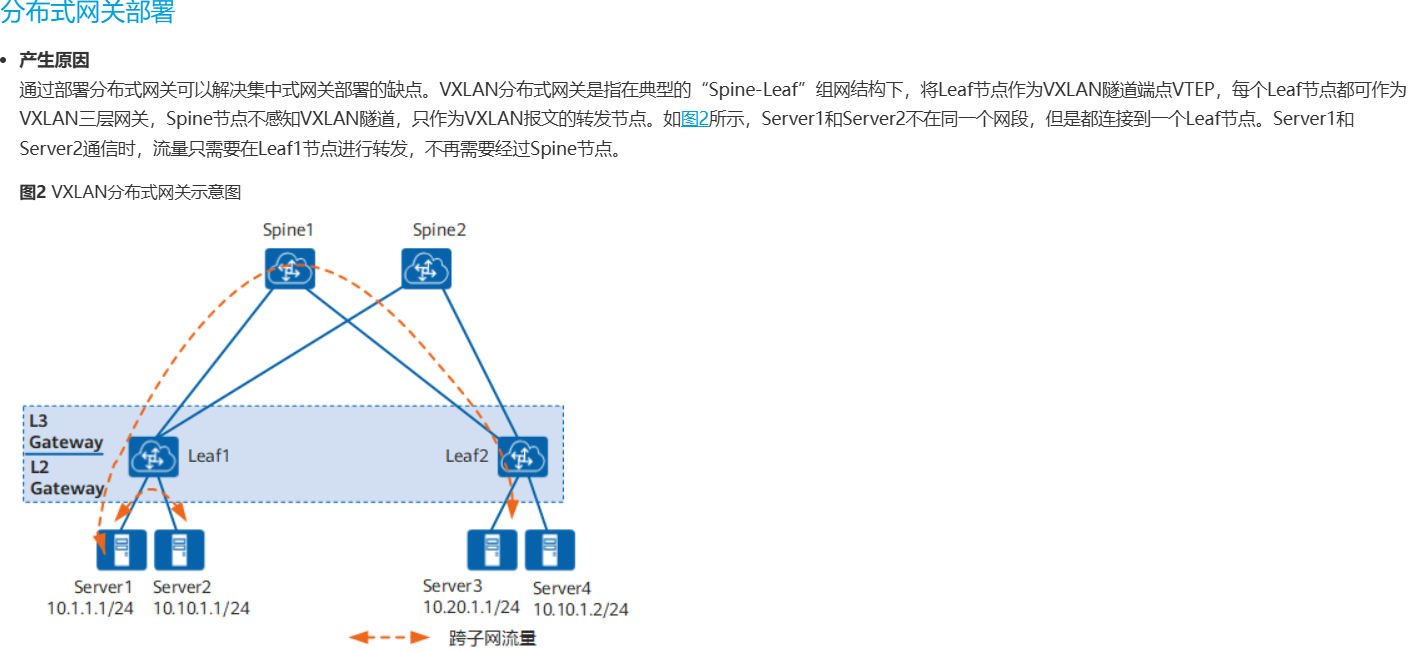 分布式网关部署
• 产生原因
通过部署分布式网关可以解决集中式网关部署的缺点。VXLAN分布式网关是指在典型的“Spine-Leaf”组网结构下，将Leaf节点作为VXLAN隧道端点VTEP，每个Leaf节点都可作为
VXLAN三层网关，Spine节点不感知VXLAN隧道，只作为VXLAN报文的转发节点。如图2所示，Server1和Server2不在同一个网段，但是都连接到一个Leaf节点。Server1和
Server2通信时，流量只需要在Leaf1节点进行转发，不再需要经过Spine节点。
图2 VXLAN分布式网关示意图
Spine1 Spine2
L3
Gateway
L2
Gateway
Leaf1 Leaf2
Server1 Server2 Server3 Server4
10.1.1.1/24 10.10.1.1/24 10.20.1.1/24 10.10.1.2/24
跨子网流量